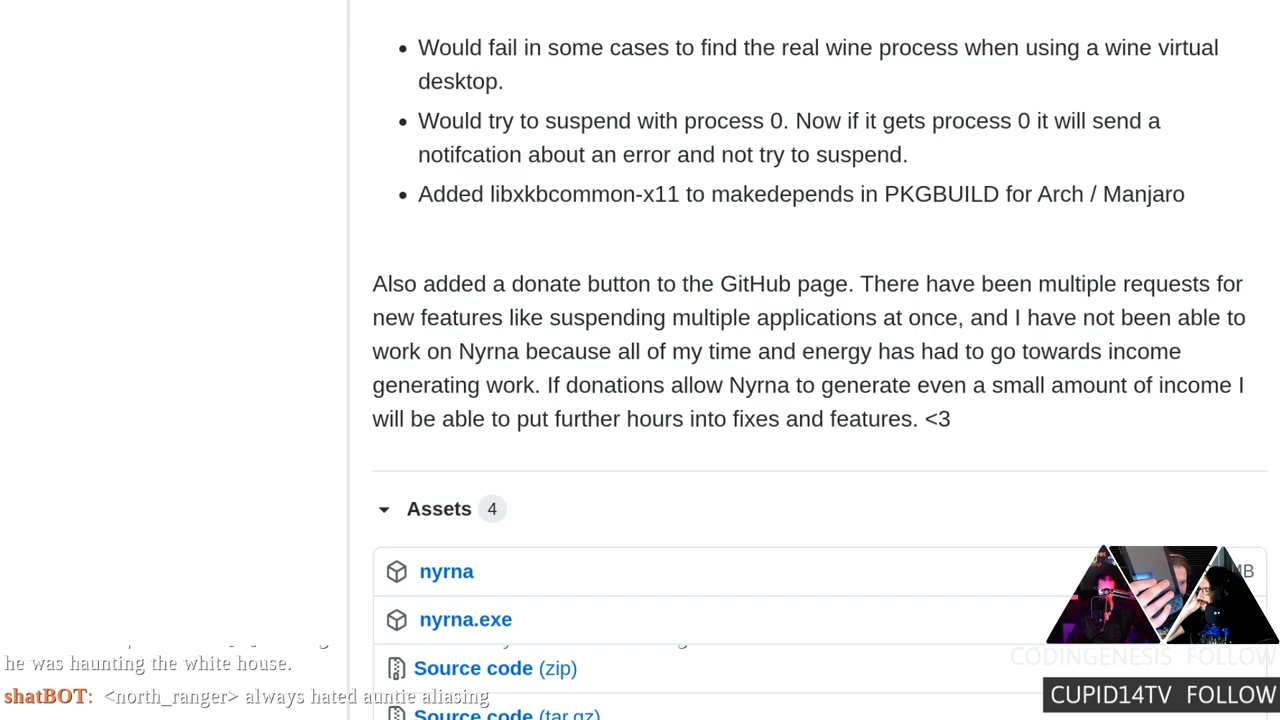 Would fail in some cases to find the real wine process when using a wine virtual
desktop.
Would try to suspend with process 0. Now if it gets process 0 it will send a
notifcation about an error and not try to suspend.
Added libxkbcommon-x11 to makedepends in PKGBUILD for Arch / Manjaro
Also added a donate button to the GitHub page. There have been multiple requests for
new features like suspending multiple applications at once, and I have not been able to
work on Nyrna because all of my time and energy has had to go towards income
generating work. If donations allow Nyrna to generate even a small amount of income I
will be able to put further hours into fixes and features. <3
Assets 4
nyrna
MB
nyrna.exe
he was haunting the white house.
CODINGENESIS FOLLOW
Source code (zip)
shatBOT: <north_ranger> always hated auntie aliasing
CUPID14TV FOLLOW
Source code (tar.gz)